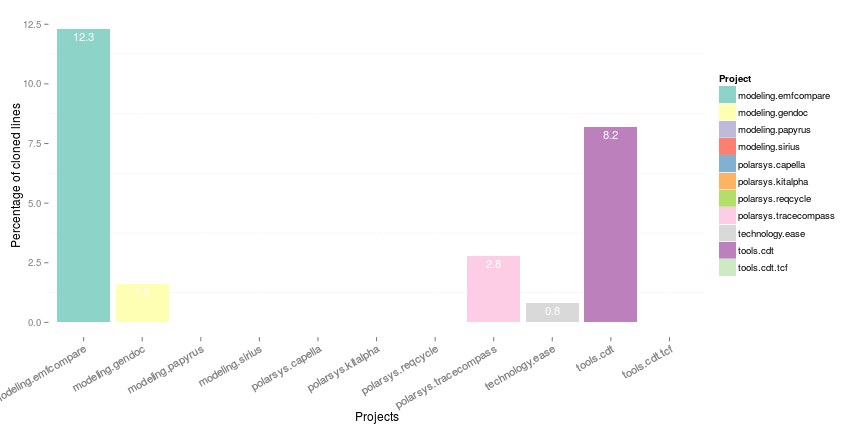 Percentage of cloned lines
12.5
10.0
7.5
5.0
2.5
0.0
12.3
1.6
2.8
0.8
8.2
modeling.emfcompare
modeling.gendoc
modeling.papyrus
modeling.sirius
polarsys.capella
polarsys.kitalpha
polarsys.reqcycle
polarsys.tracecompass
technology.ease
tools.cdt
tools.cdt.tcf
Projects
Project
modeling.emfcompare
modeling.gendoc
modeling.papyrus
modeling.sirius
polarsys.capella
polarsys.kitalpha
polarsys.reqcycle
polarsys.tracecompass
technology.ease
tools.cdt
tools.cdt.tcf